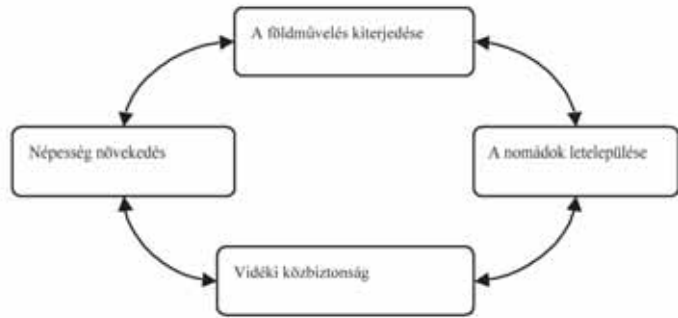 A földművelés kiterjedése
Népesség növekedés
A nomádok letelepülése
Vidéki közbiztonság